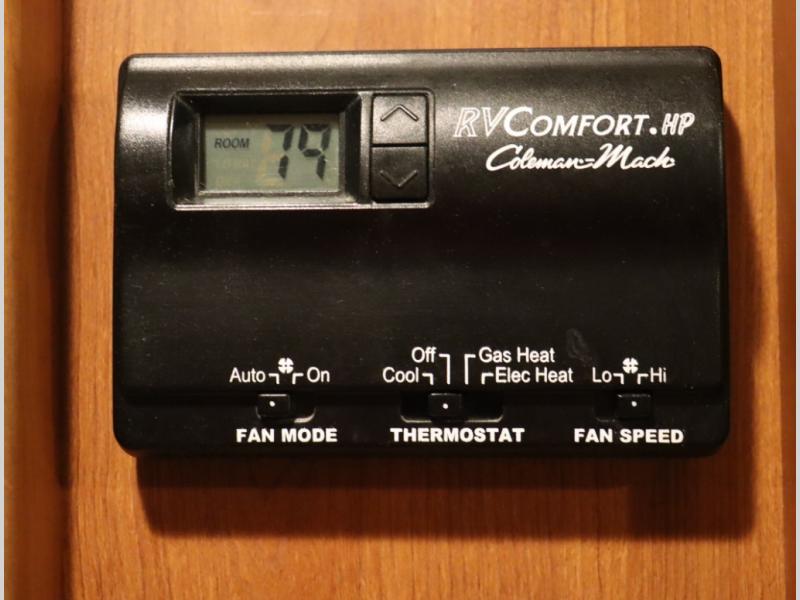 ROOM 79
RVCOMFORT.HP
Coleman-Mach
Off Gas Heat
Auto On Cool Elec Heat Lo Hi
FAN MODE THERMOSTAT FAN SPEED